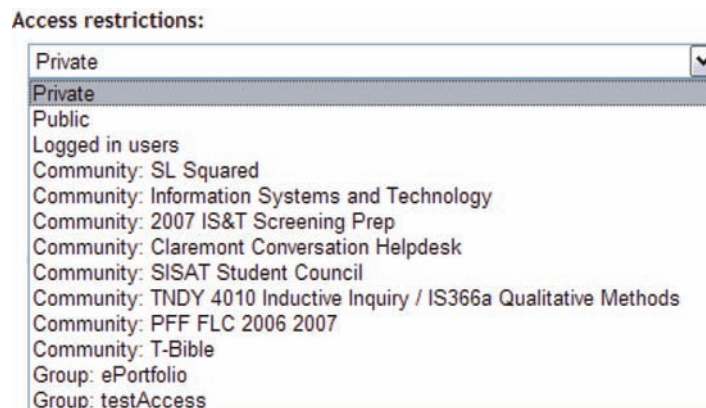 Access restrictions:
Private
Private
Public
Logged in users
Community: SL Squared
Community: Information Systems and Technology
Community: 2007 IS&T Screening Prep
Community: Claremont Conversation Helpdesk
Community: SISAT Student Council
Community: TNDY 4010 Inductive Inquiry / IS366a Qualitative Methods
Community: PFF FLC 2006 2007
Community: T-Bible
Group: ePortfolio
Group: testAccess